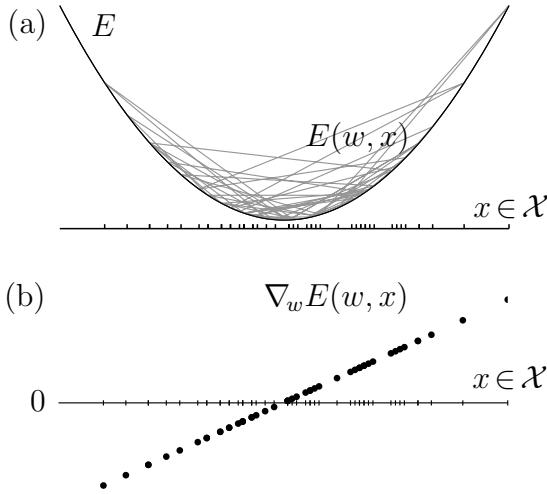 (a) E
E(w, x)
x ∈ 𝒳
(b) ∇_w E(w, x)
x ∈ 𝒳
0